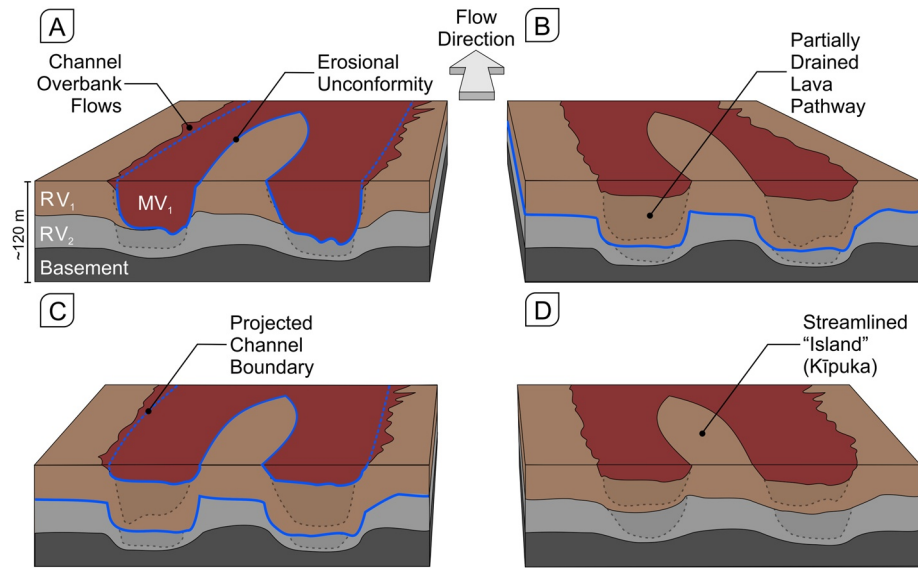 A
Channel
Overbank
Flows
Erosional
Unconformity
Flow
Direction
B
Partially
Drained
Lava
Pathway
RV₁
MV₁
RV₂
Basement
~120 m
C
Projected
Channel
Boundary
D
Streamlined
“Island”
(Kīpuka)